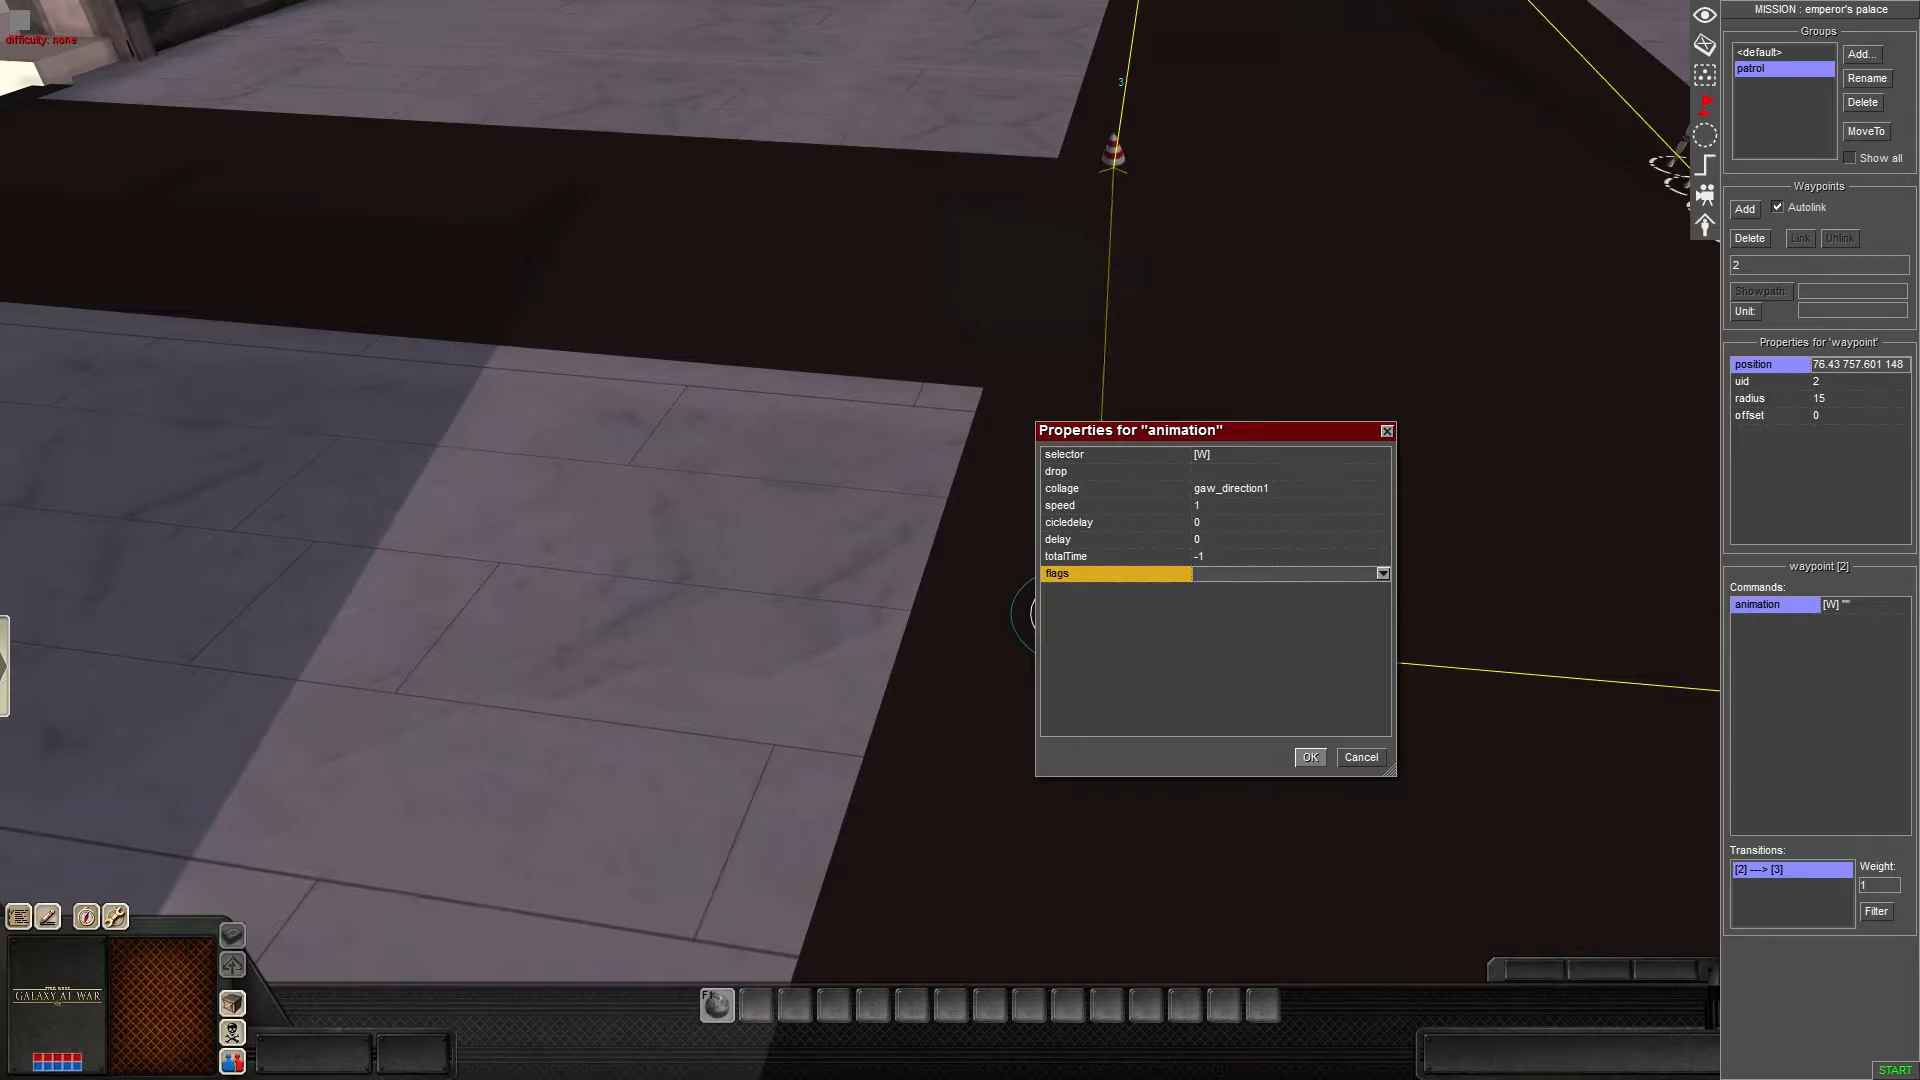 difficulty: none
3
MISSION : emperor's palace
Groups
<default>
patrol
Add...
Rename
Delete
MoveTo
Show all
Waypoints
Add
Autolink
Delete
Link
Unlink
2
Showpath:
Unit:
Properties for 'waypoint'
position 76.43 757.601 148
uid 2
radius 15
offset 0
Properties for "animation"
selector [W]
drop
collage gaw_direction1
speed 1
cicledelay 0
delay 0
totalTime -1
flags
OK
Cancel
waypoint [2]
Commands:
animation [W] ""
Transitions:
[2] ---> [3]
Weight:
1
Filter
STAR WARS
GALAXY AT WAR
F1
START